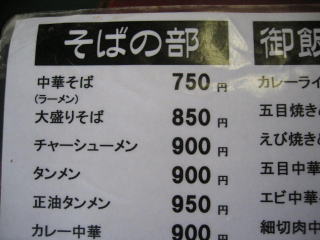 そばの部
中華そば 750円
(ラーメン)
大盛りそば 850円
チャーシューメン 900円
タンメン 900円
正油タンメン 950円
カレー中華 900
御飯
カレーライ
五目焼き
えび焼き
五目中華
エビ中華
細切肉中